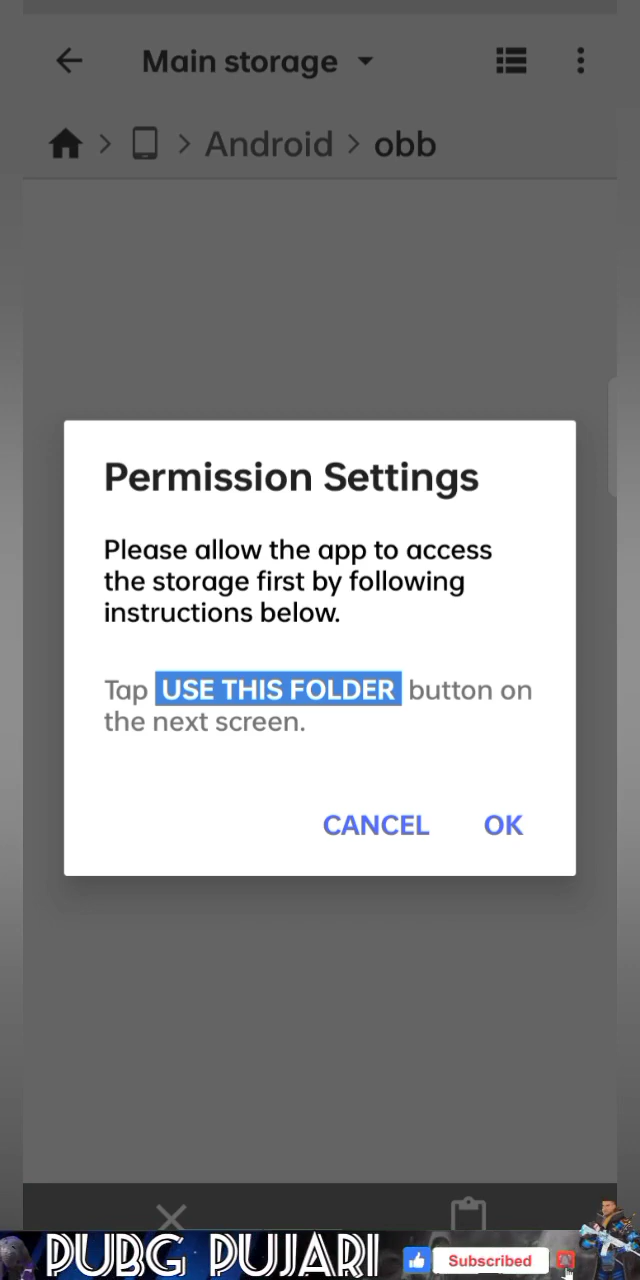 Main storage
Android
obb
Permission Settings
Please allow the app to access
the storage first by following
instructions below.
Tap USE THIS FOLDER button on
the next screen.
CANCEL
OK
PUBG PUJARI
Subscribed